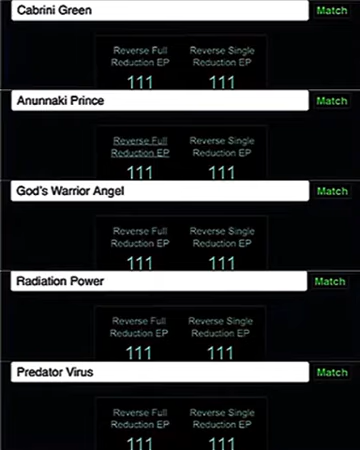 Cabrini Green Match
Reverse Full Reverse Single
Reduction EP Reduction EP
111 111
Anunnaki Prince Match
Reverse Full Reverse Single
Reduction EP Reduction EP
111 111
God's Warrior Angel Match
Reverse Full Reverse Single
Reduction EP Reduction EP
111 111
Radiation Power Match
Reverse Full Reverse Single
Reduction EP Reduction EP
111 111
Predator Virus Match
Reverse Full Reverse Single
Reduction EP Reduction EP
111 111